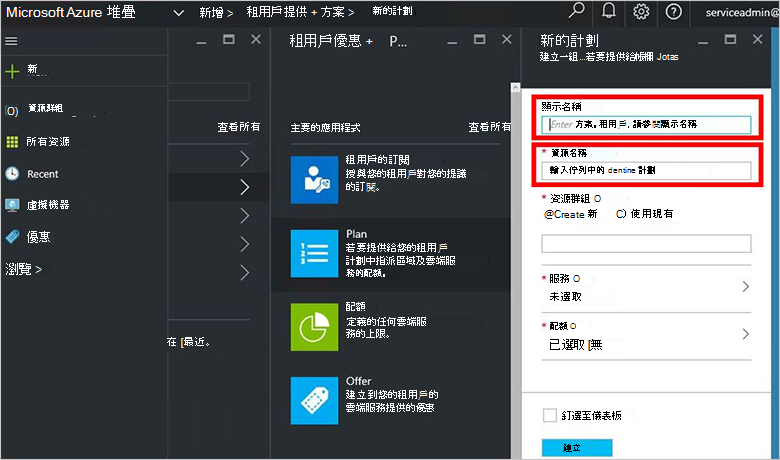 Microsoft Azure 堆疊
新增 > 租用戶提供 + 方案 > 新的計劃
serviceadmin@
新
資源群組
所有資源
Recent
虛擬機器
優惠
瀏覽 >
查看所有
在 [最近。
租用戶優惠 + P...
查看所有
主要的應用程式
租用戶的訂閱
授與您的租用戶對您的提議
的訂閱。
Plan
若要提供給您的租用戶
計劃中指派區域及雲端服
務的配額。
配額
定義的任何雲端服
務的上限。
Offer
建立到您的租用戶的
雲端服務提供的優惠
新的計劃
建立一組...若要提供給 Jotas
顯示名稱
Enter 方案。租用戶, 請參閱顯示名稱
* 資源名稱
輸入佇列中的 dentine 計劃
* 資源群組 O
@Create 新 C) 使用現有
* 服務 O
未選取
* 配額 O
已選取 [無
釘選至儀表板
建立